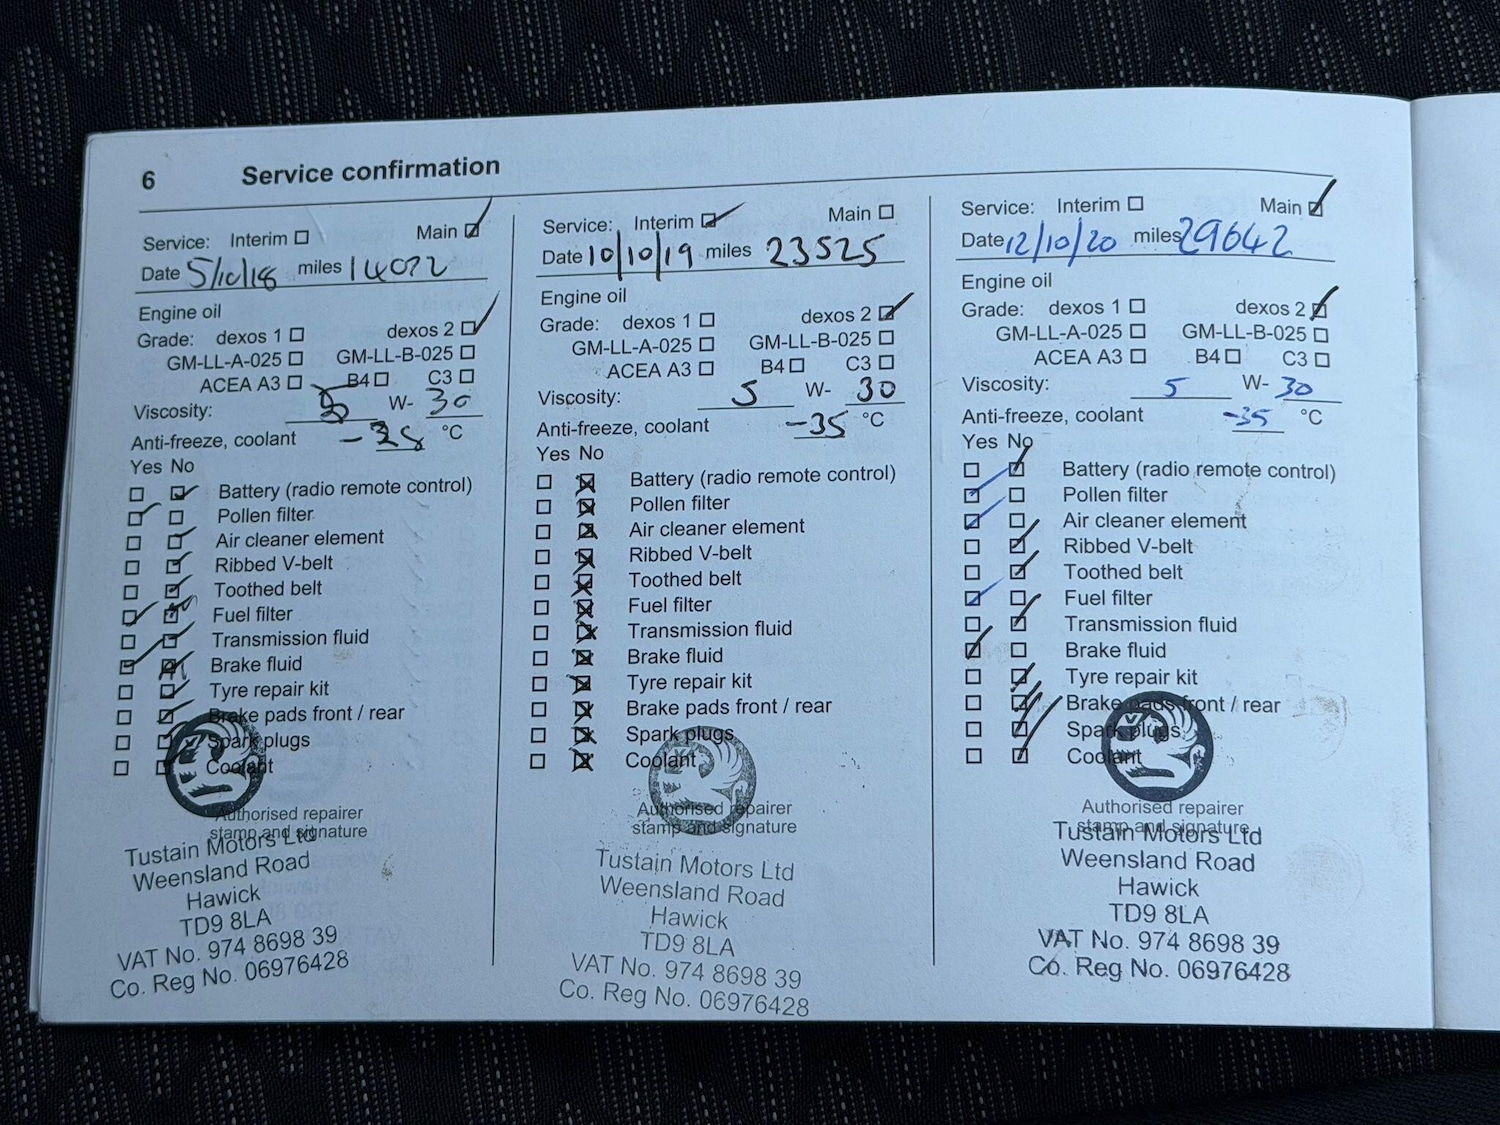 6 Service confirmation
Service: Interim Main
Date 5/10/18 miles 14072
Engine oil
Grade: dexos 1 dexos 2
GM-LL-A-025 GM-LL-B-025
ACEA A3 B4 C3
Viscosity: 5 W- 30
Anti-freeze, coolant -35 °C
Yes No
Battery (radio remote control)
Pollen filter
Air cleaner element
Ribbed V-belt
Toothed belt
Fuel filter
Transmission fluid
Brake fluid
Tyre repair kit
Brake pads front / rear
Spark plugs
Coolant
Authorised repairer
stamp and signature
Tustain Motors Ltd
Weensland Road
Hawick
TD9 8LA
VAT No. 974 8698 39
Co. Reg No. 06976428
Service: Interim Main
Date 10/10/19 miles 23525
Engine oil
Grade: dexos 1 dexos 2
GM-LL-A-025 GM-LL-B-025
ACEA A3 B4 C3
Viscosity: 5 W- 30
Anti-freeze, coolant -35 °C
Yes No
Battery (radio remote control)
Pollen filter
Air cleaner element
Ribbed V-belt
Toothed belt
Fuel filter
Transmission fluid
Brake fluid
Tyre repair kit
Brake pads front / rear
Spark plugs
Coolant
Authorised repairer
stamp and signature
Tustain Motors Ltd
Weensland Road
Hawick
TD9 8LA
VAT No. 974 8698 39
Co. Reg No. 06976428
Service: Interim Main
Date 12/10/20 miles 29642
Engine oil
Grade: dexos 1 dexos 2
GM-LL-A-025 GM-LL-B-025
ACEA A3 B4 C3
Viscosity: 5 W- 30
Anti-freeze, coolant -35 °C
Yes No
Battery (radio remote control)
Pollen filter
Air cleaner element
Ribbed V-belt
Toothed belt
Fuel filter
Transmission fluid
Brake fluid
Tyre repair kit
Brake pads front / rear
Spark plugs
Coolant
Authorised repairer
stamp and signature
Tustain Motors Ltd
Weensland Road
Hawick
TD9 8LA
VAT No. 974 8698 39
Co. Reg No. 06976428